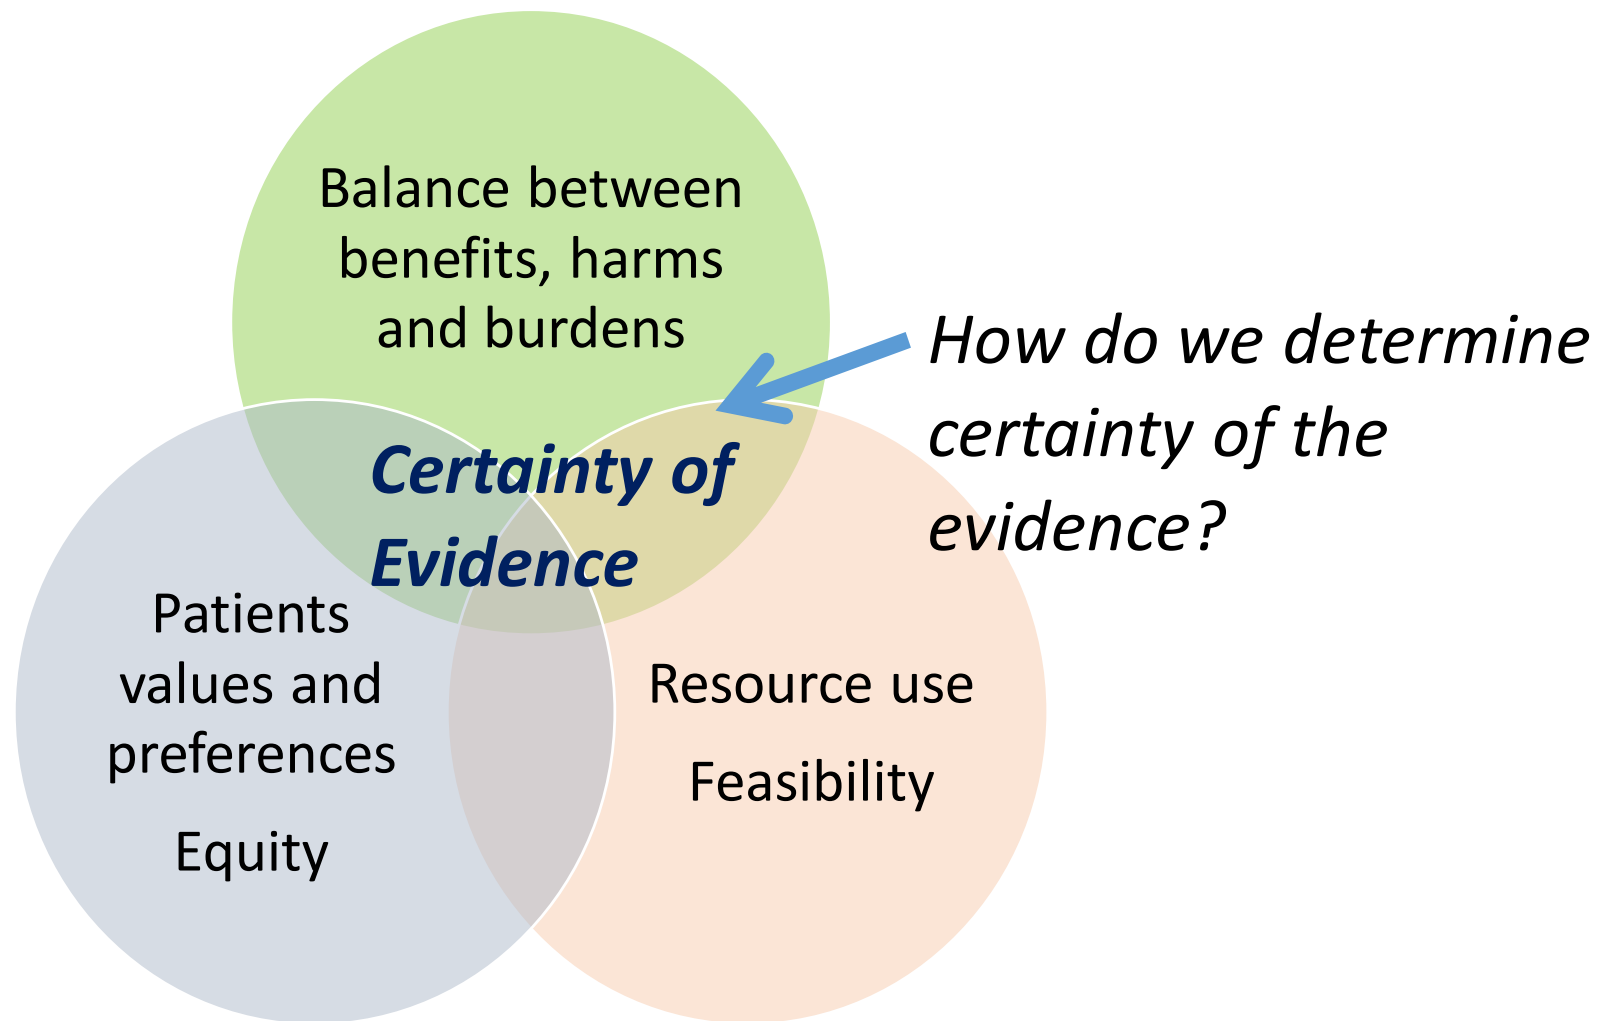 Balance between
benefits, harms
and burdens
How do we determine
certainty of the
evidence?
Certainty of
Evidence
Patients
values and
preferences
Equity
Resource use
Feasibility